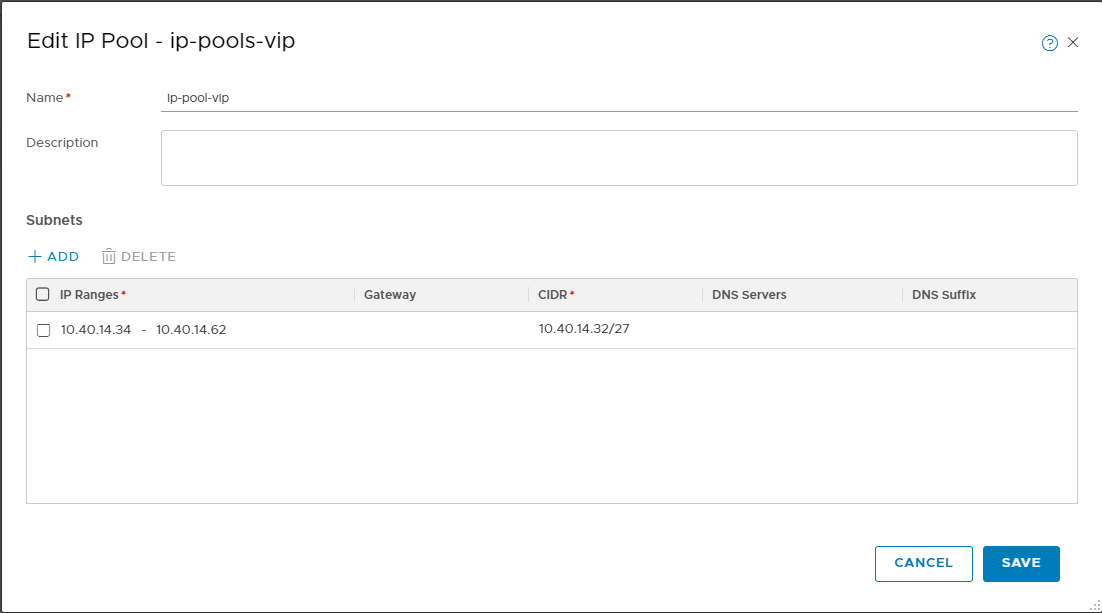 Edit IP Pool - ip-pools-vip
?
Name* ip-pool-vip
Description
Subnets
+ ADD DELETE
IP Ranges* Gateway CIDR* DNS Servers DNS Suffix
10.40.14.34 - 10.40.14.62 10.40.14.32/27
CANCEL SAVE